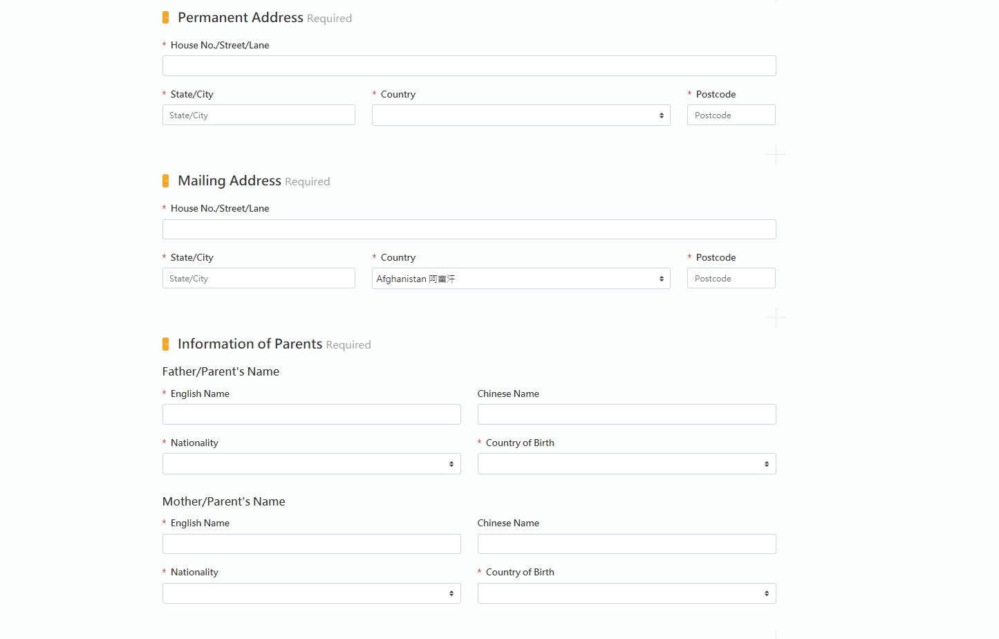 Permanent Address Required
* House No./Street/Lane
* State/City * Country * Postcode
State/City Postcode
Mailing Address Required
* House No./Street/Lane
* State/City * Country * Postcode
State/City Afghanistan 阿富汗 Postcode
Information of Parents Required
Father/Parent's Name
* English Name Chinese Name
* Nationality * Country of Birth
Mother/Parent's Name
* English Name Chinese Name
* Nationality * Country of Birth